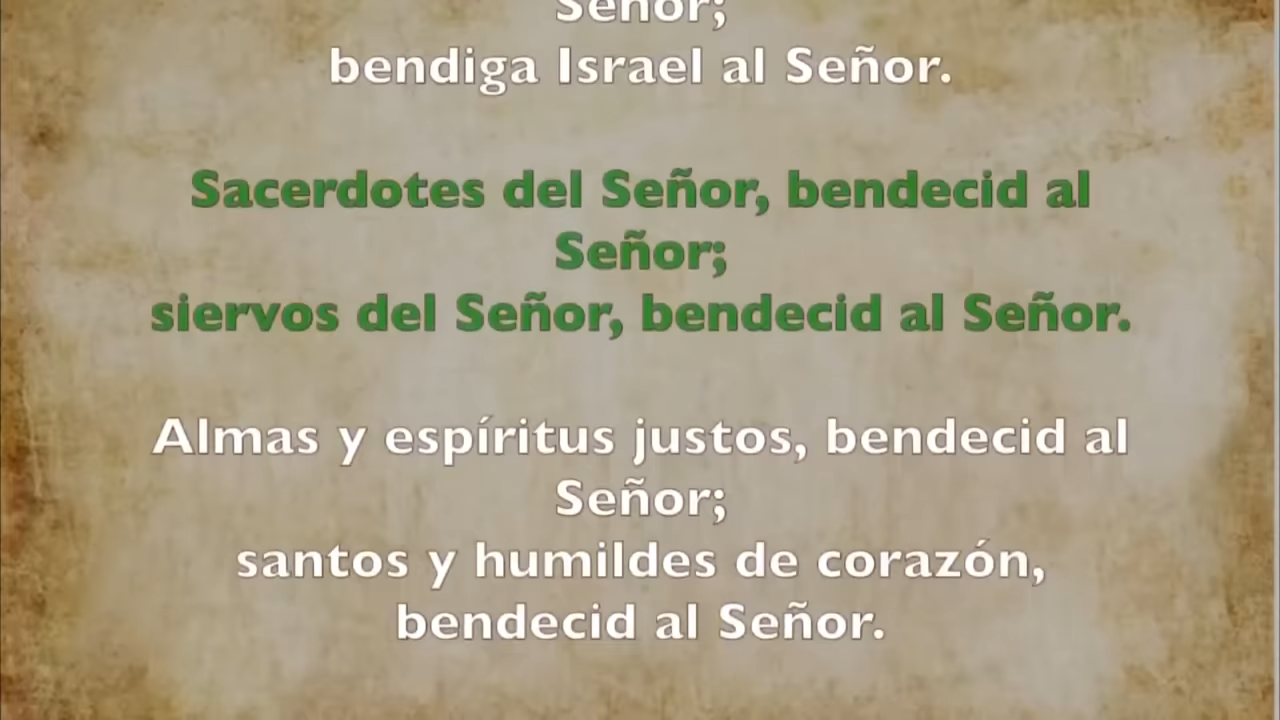 Señor;
bendiga Israel al Señor.
Sacerdotes del Señor, bendecid al
Señor;
siervos del Señor, bendecid al Señor.
Almas y espíritus justos, bendecid al
Señor;
santos y humildes de corazón,
bendecid al Señor.